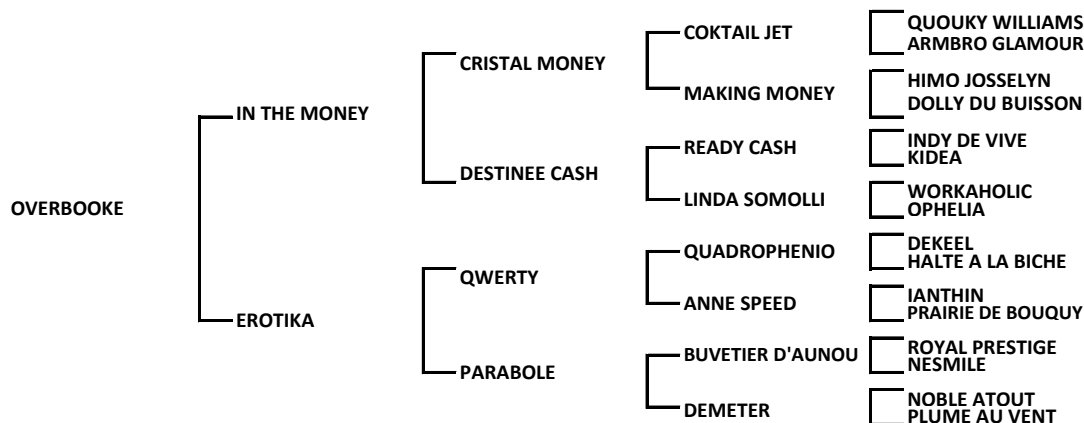 QUOUKY WILLIAMS
COKTAIL JET
ARMBRO GLAMOUR
CRISTAL MONEY
HIMO JOSSELYN
MAKING MONEY
DOLLY DU BUISSON
IN THE MONEY
INDY DE VIVE
READY CASH
KIDEA
DESTINEE CASH
WORKAHOLIC
LINDA SOMOLLI
OPHELIA
OVERBOOKE
DEKEEL
QUADROPHENIO
HALTE A LA BICHE
QWERTY
IANTHIN
ANNE SPEED
PRAIRIE DE BOUQUY
EROTIKA
ROYAL PRESTIGE
BUVETIER D'AUNOU
NESMILE
PARABOLE
NOBLE ATOUT
DEMETER
PLUME AU VENT